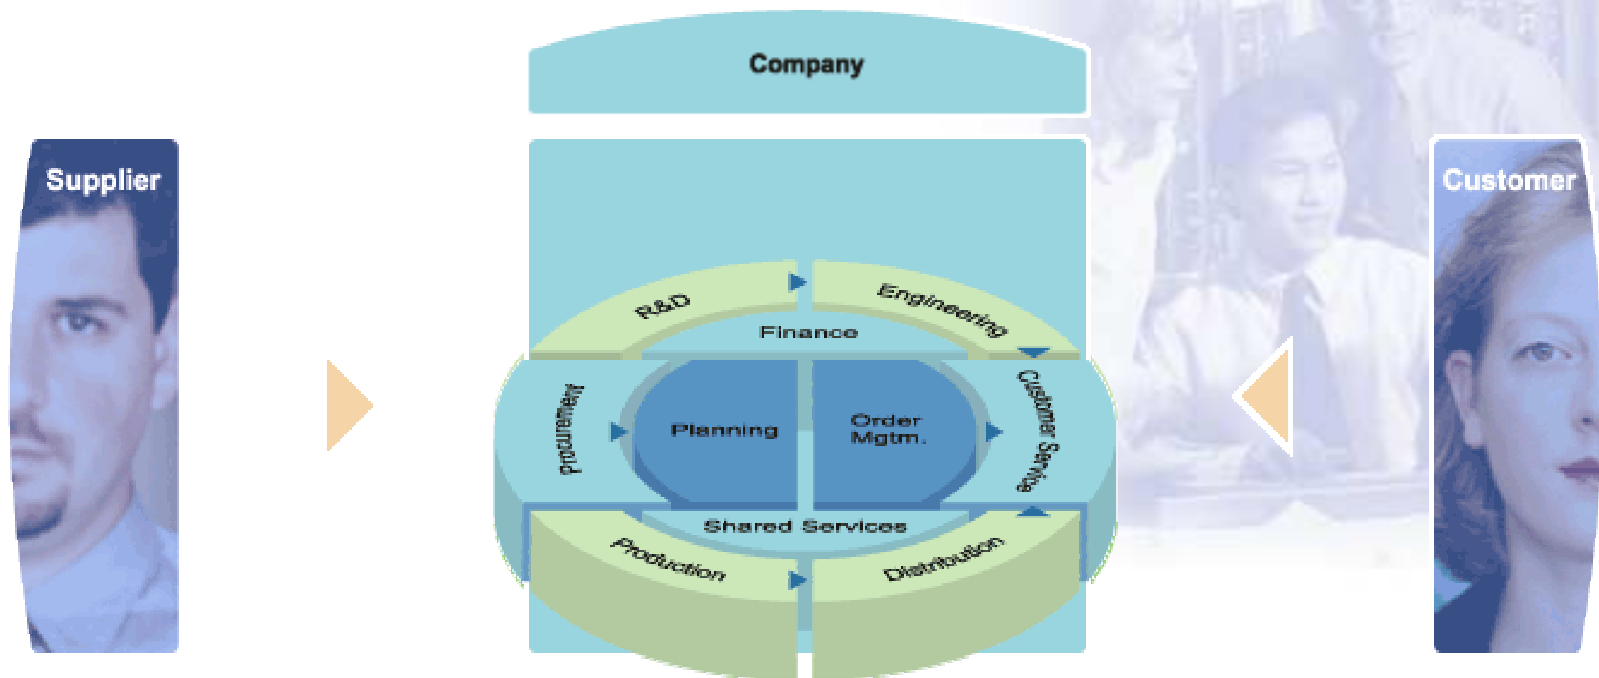 Company
Supplier
Customer
R&D
Engineering
Finance
Procurement
Planning
Order
Mgtm.
Customer Service
Shared Services
Production
Distribution